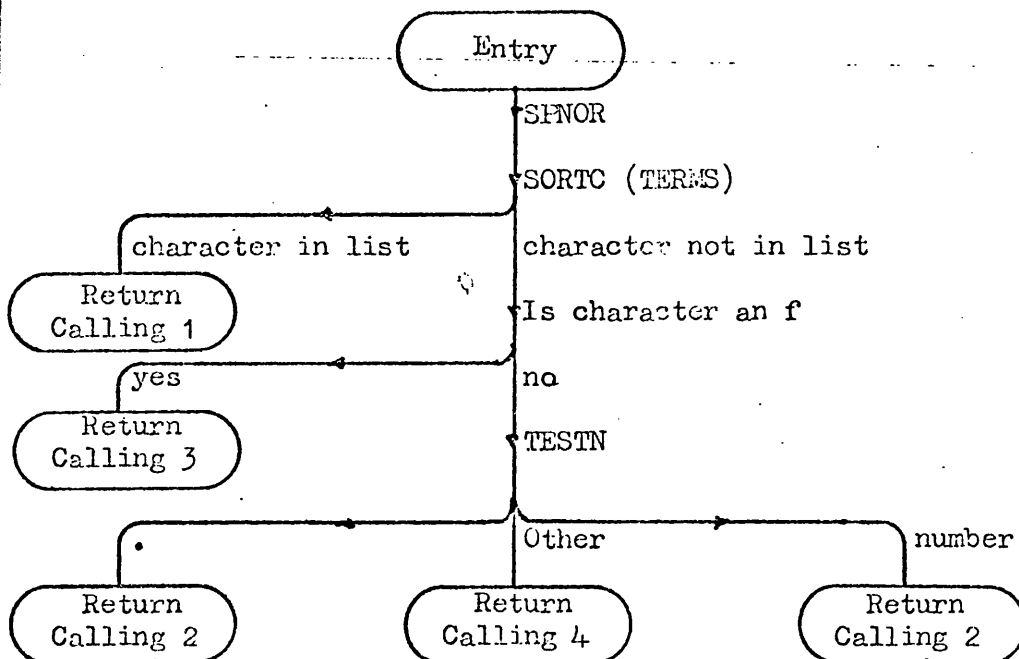 Entry
SPNOR
SORTC (TERMS)
character in list
character not in list
Return
Calling 1
Is character an f
yes
no
Return
Calling 3
TESTN
.
Other
number
Return
Calling 2
Return
Calling 4
Return
Calling 2